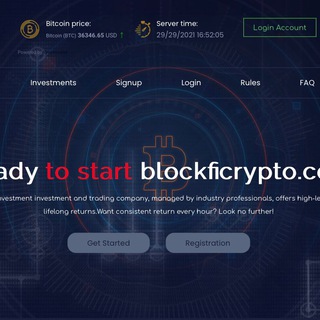 Bitcoin price:
Bitcoin (BTC) 36346.65 USD ↑
Server time:
29/29/2021 16:52:05
Login Account
Investments
Signup
Login
Rules
FAQ
ady to start blockficrypto.co
vestment investment and trading company, managed by industry professionals, offers high-le
lifelong returns.Want consistent return every hour? Look no further!
Get Started
Registration